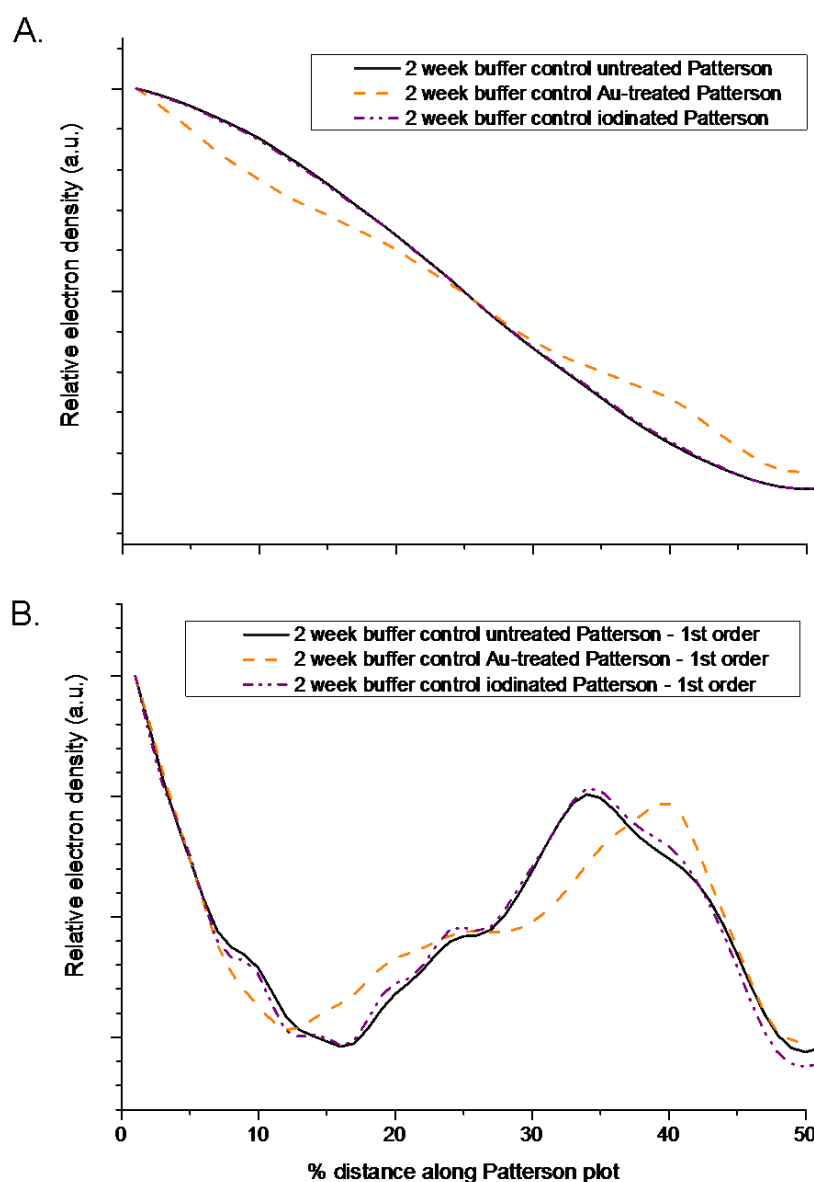 A.
2 week buffer control untreated Patterson
2 week buffer control Au-treated Patterson
2 week buffer control iodinated Patterson
Relative electron density (a.u.)
B.
2 week buffer control untreated Patterson - 1st order
2 week buffer control Au-treated Patterson - 1st order
2 week buffer control iodinated Patterson - 1st order
Relative electron density (a.u.)
0 10 20 30 40 50
% distance along Patterson plot